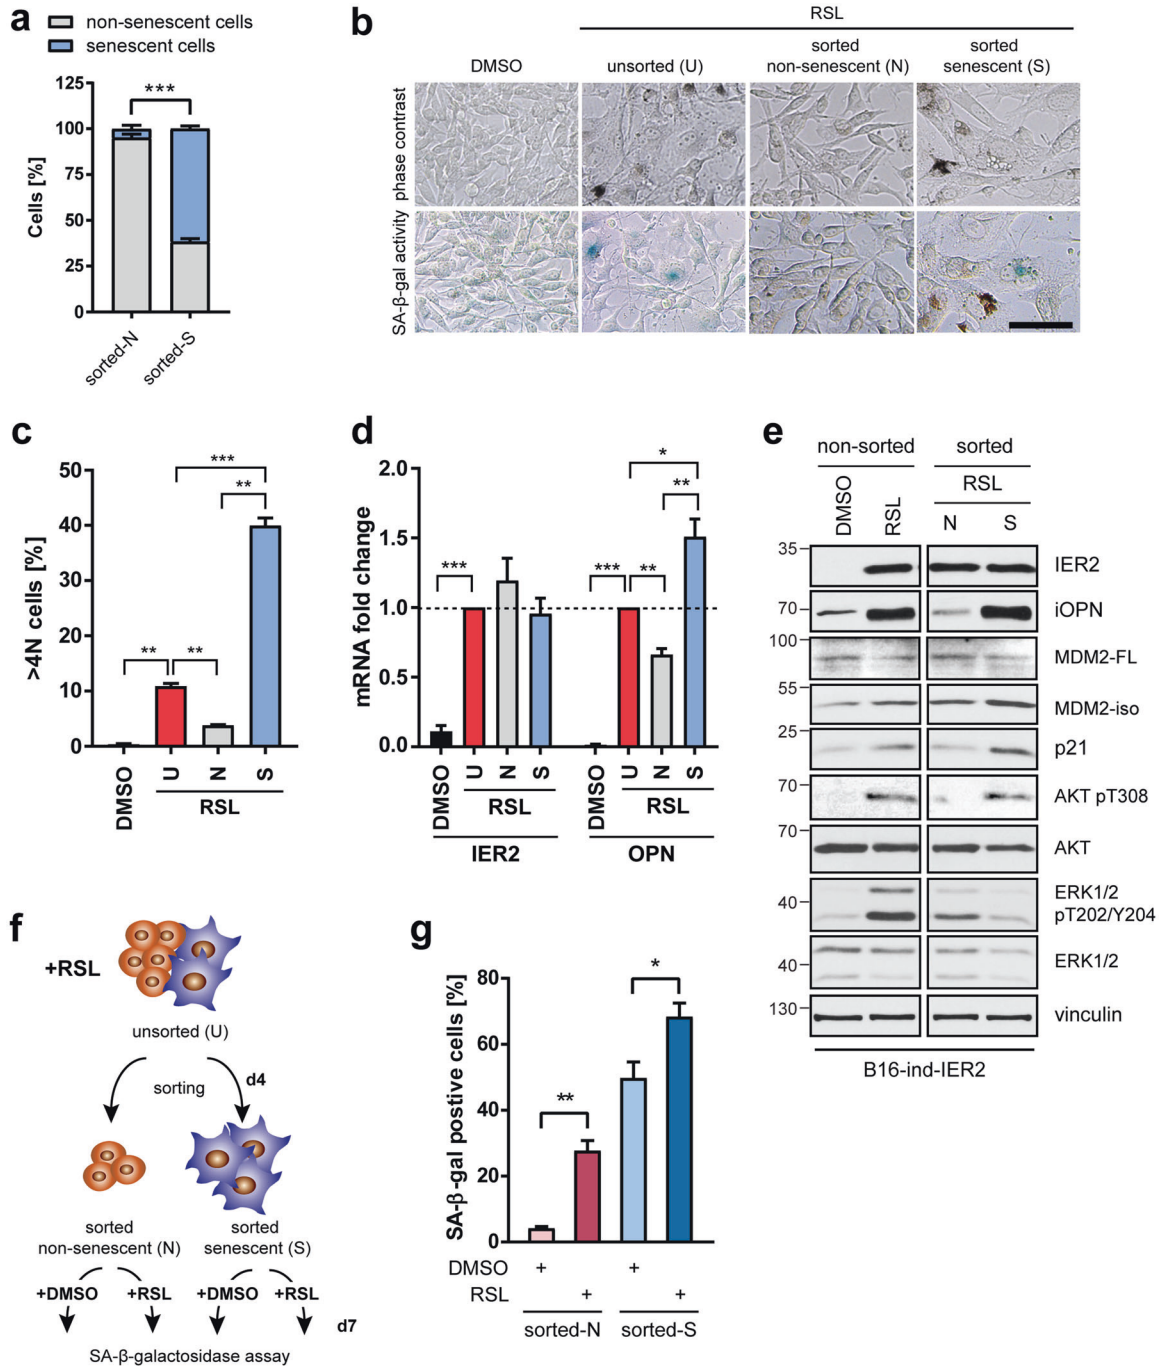 a
non-senescent cells
senescent cells
Cells [%]
125
100
75
50
25
0
***
sorted-N
sorted-S
b
RSL
DMSO
unsorted (U)
sorted
non-senescent (N)
sorted
senescent (S)
phase contrast
SA-β-gal activity
c
>4N cells [%]
50
40
30
20
10
0
***
**
**
**
DMSO
U
N
S
RSL
d
mRNA fold change
2.0
1.5
1.0
0.5
0.0
*
**
***
***
**
DMSO
U
N
S
DMSO
U
N
S
RSL
RSL
IER2
OPN
e
non-sorted
sorted
DMSO
RSL
RSL
N
S
35
IER2
70
iOPN
100
MDM2-FL
55
MDM2-iso
25
p21
70
AKT pT308
70
AKT
40
ERK1/2
pT202/Y204
40
ERK1/2
130
vinculin
B16-ind-IER2
f
+RSL
unsorted (U)
sorting
d4
sorted
non-senescent (N)
sorted
senescent (S)
+DMSO
+RSL
+DMSO
+RSL
d7
SA-β-galactosidase assay
g
SA-β-gal postive cells [%]
80
60
40
20
0
*
**
DMSO + +
RSL + +
sorted-N sorted-S